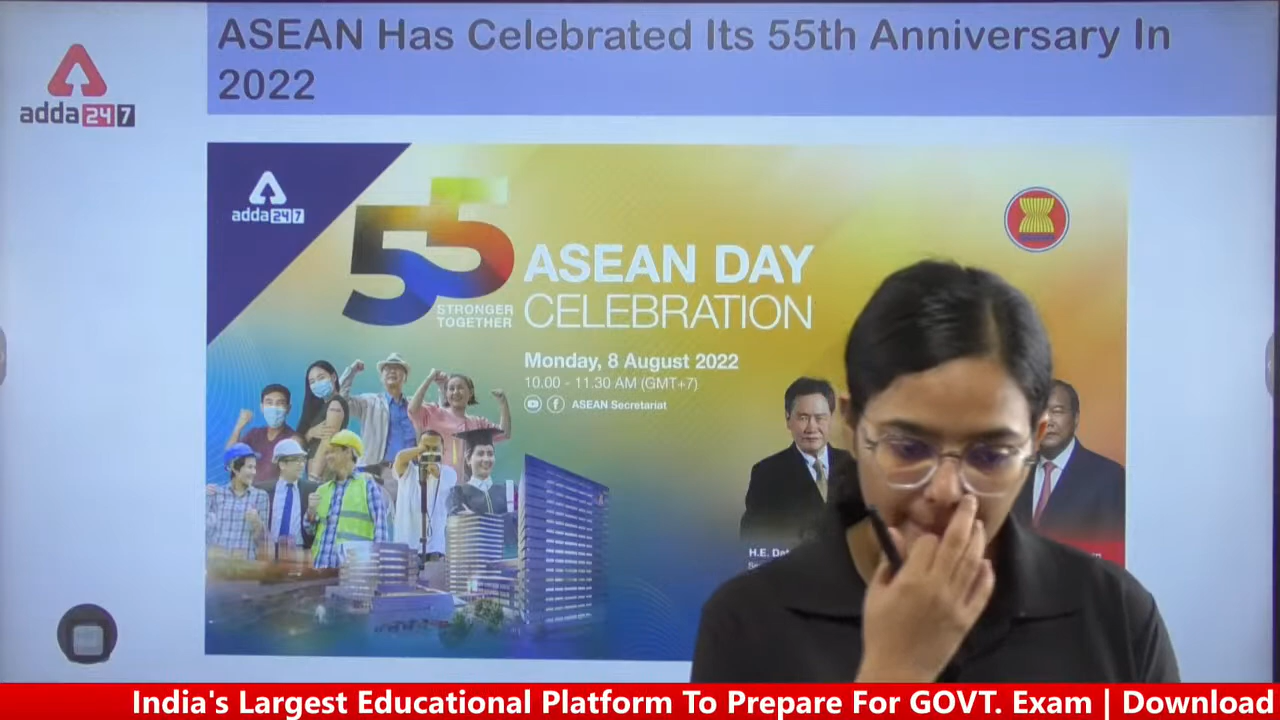 ASEAN Has Celebrated Its 55th Anniversary In
2022
adda247
adda247
55
STRONGER
TOGETHER
ASEAN DAY
CELEBRATION
Monday, 8 August 2022
10.00 - 11.30 AM (GMT+7)
ASEAN Secretariat
H.E.
India's Largest Educational Platform To Prepare For GOVT. Exam | Download